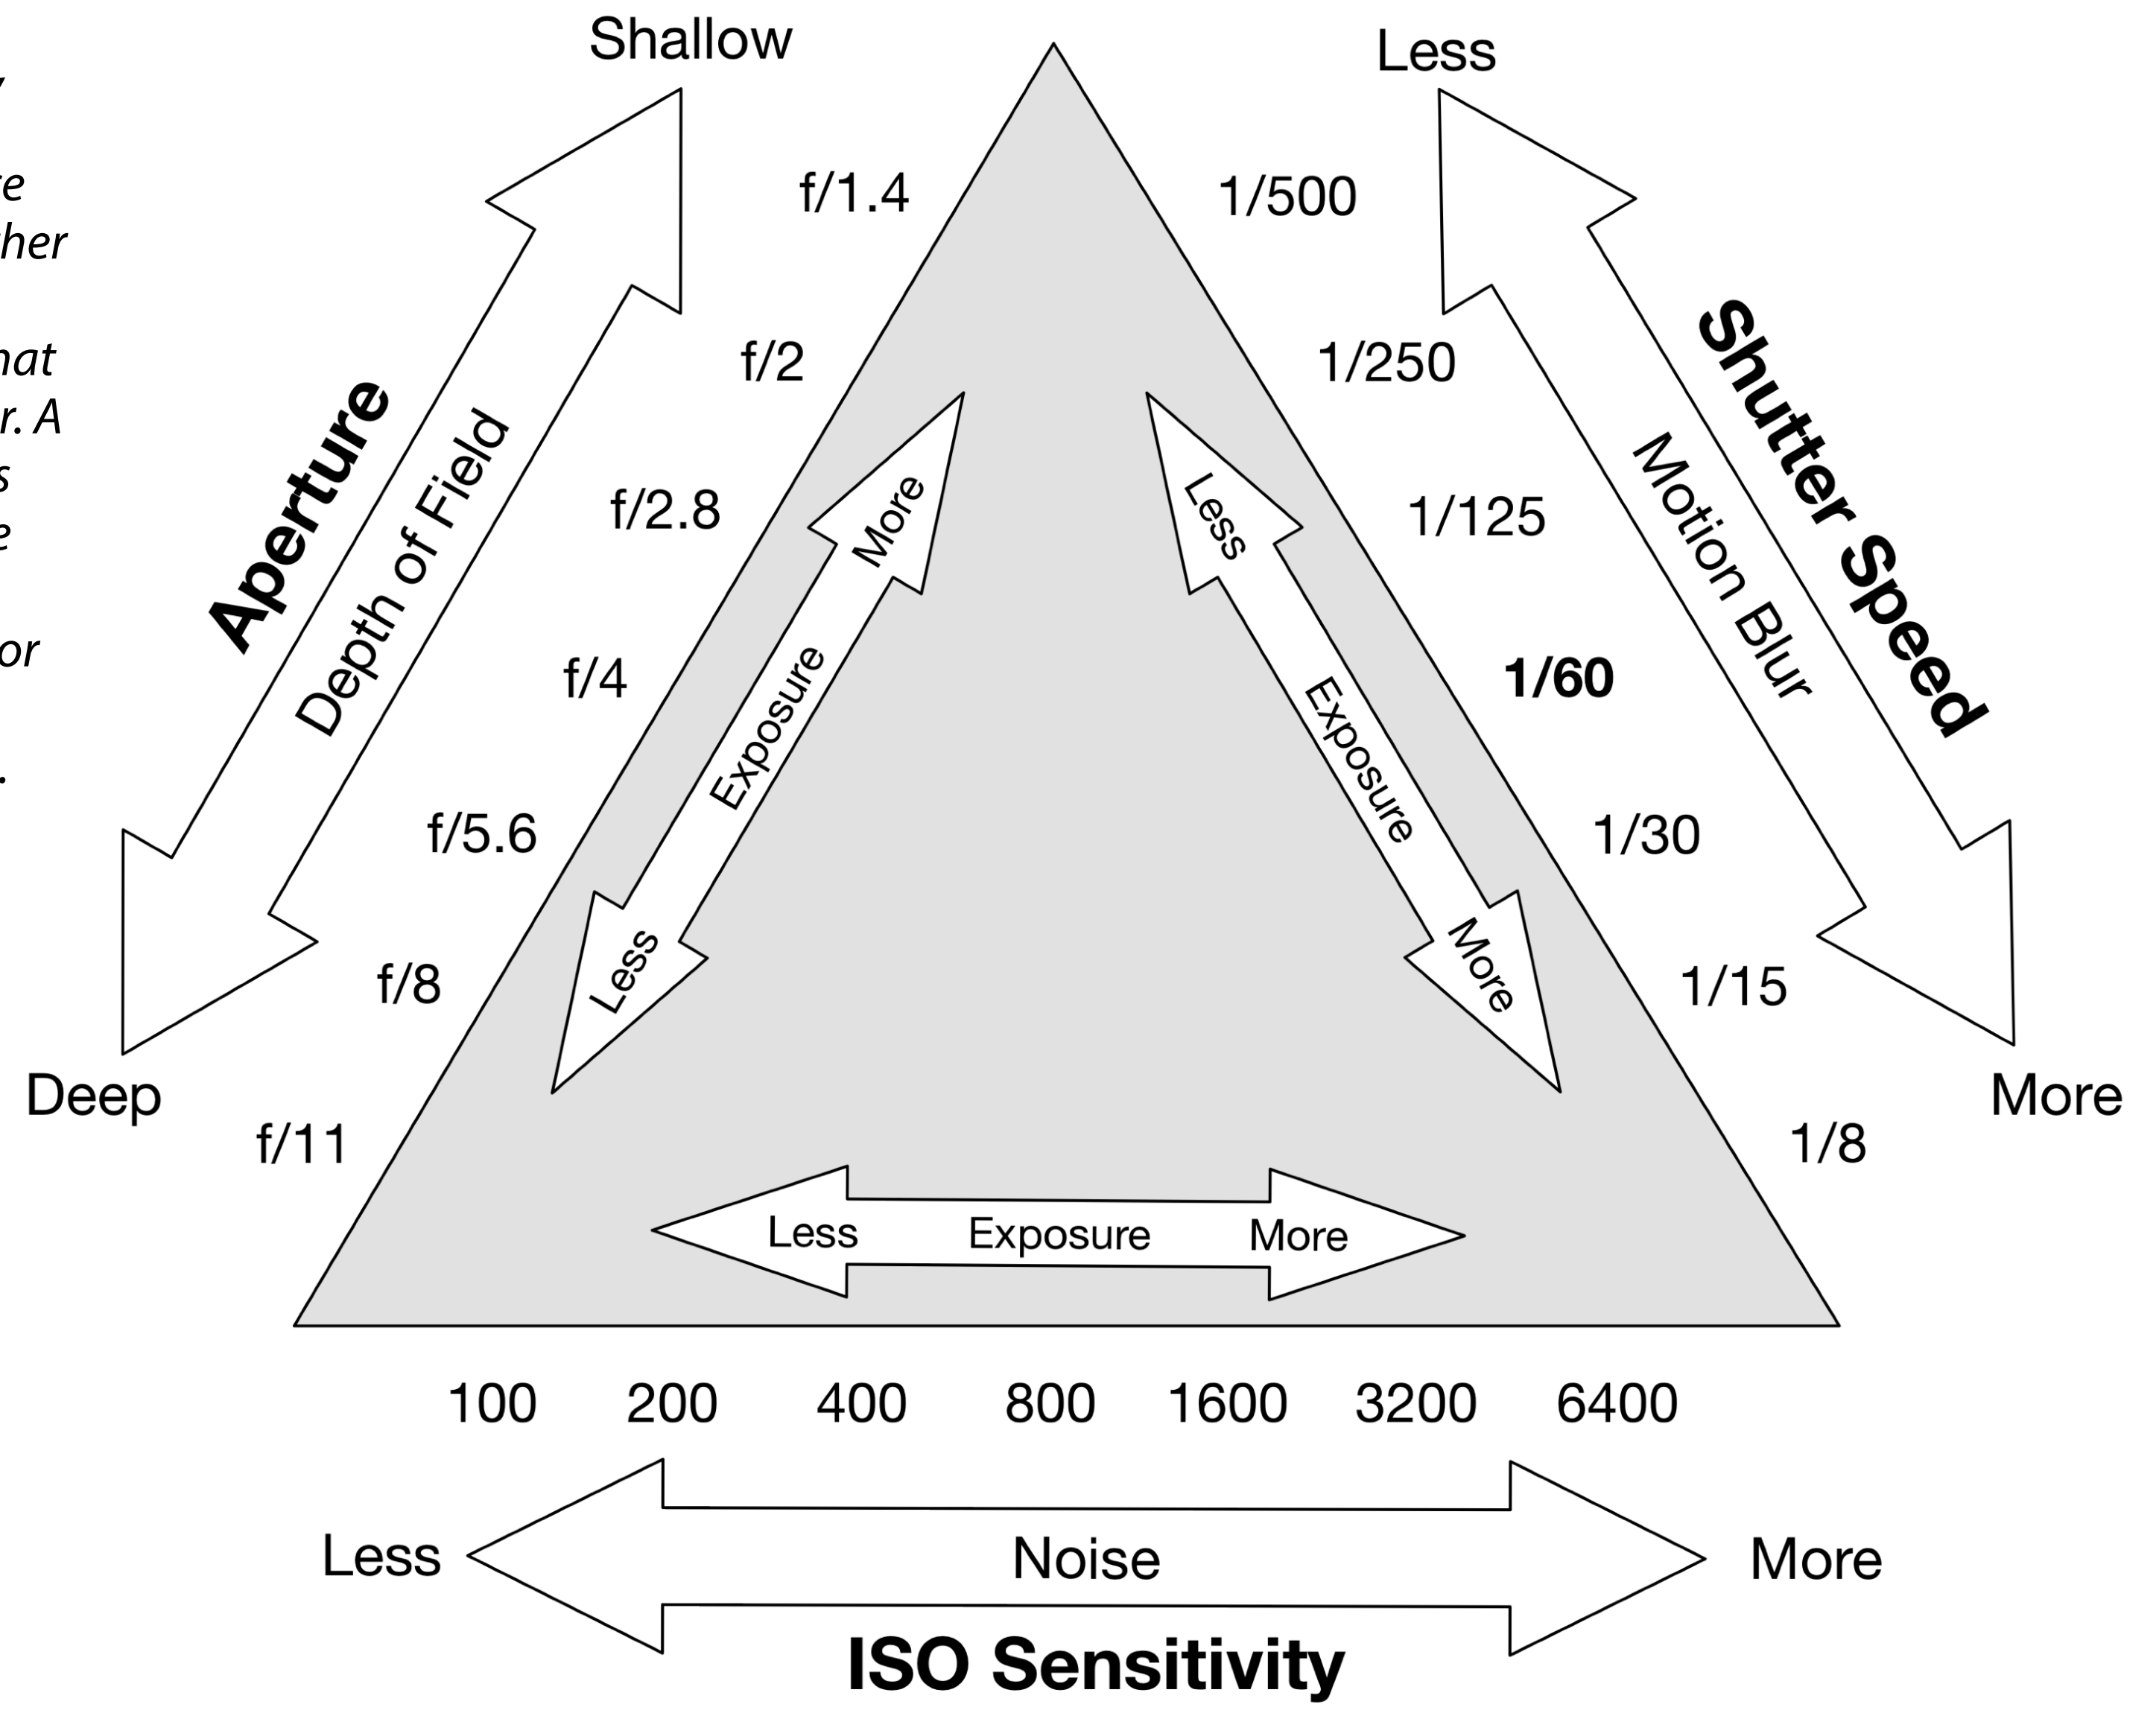 Shallow
Less
f/1.4
1/500
f/2
1/250
f/2.8
1/125
f/4
1/60
f/5.6
1/30
f/8
1/15
f/11
1/8
Aperture
Depth of Field
Deep
More
Exposure
Less
Less
Exposure
More
Motion Blur
Shutter Speed
More
Less Exposure More
100 200 400 800 1600 3200 6400
Less Noise More
ISO Sensitivity
r. A